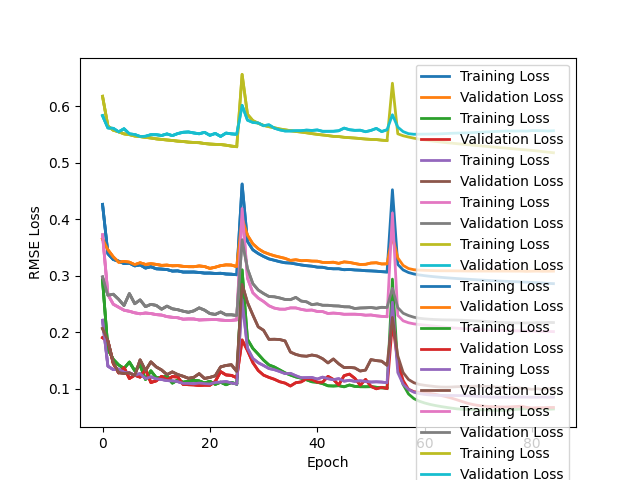 RMSE Loss
0.6
0.5
0.4
0.3
0.2
0.1
0
20
40
60
80
Epoch
Training Loss
Validation Loss
Training Loss
Validation Loss
Training Loss
Validation Loss
Training Loss
Validation Loss
Training Loss
Validation Loss
Training Loss
Validation Loss
Training Loss
Validation Loss
Training Loss
Validation Loss
Training Loss
Validation Loss
Training Loss
Validation Loss